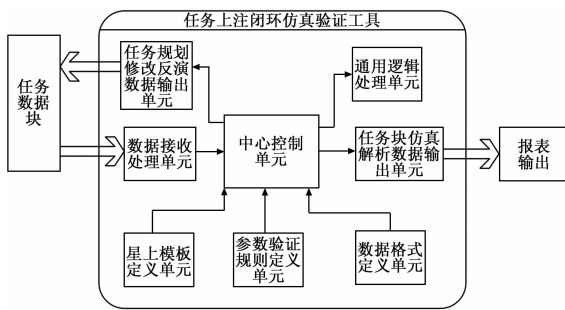 任务上注闭环仿真验证工具
任务
数据
块
任务规划
修改反演
数据输出
单元
数据接收
处理单元
中心控制
单元
通用逻辑
处理单元
任务块仿真
解析数据输
出单元
报表
输出
星上模板
定义单元
参数验证
规则定义
单元
数据格式
定义单元